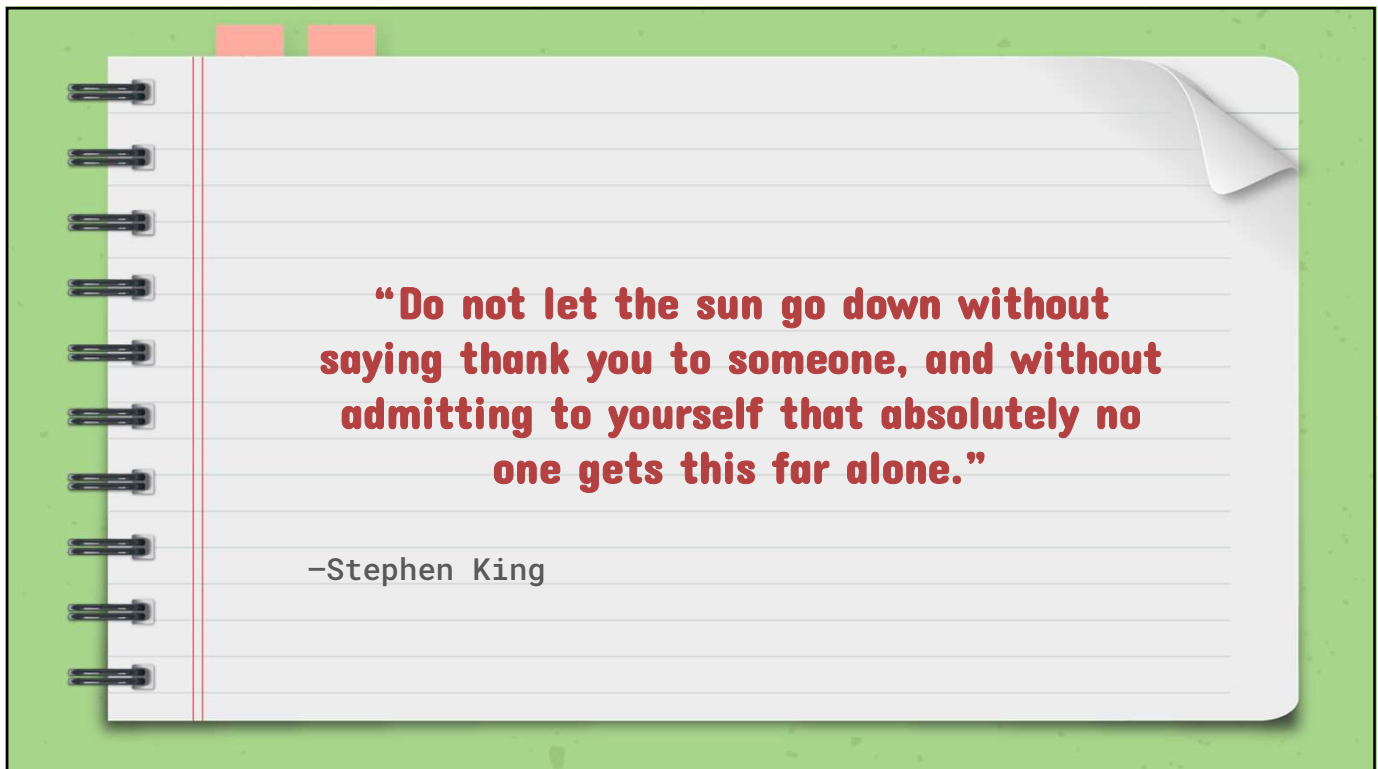 “Do not let the sun go down without
saying thank you to someone, and without
admitting to yourself that absolutely no
one gets this far alone.”
—Stephen King